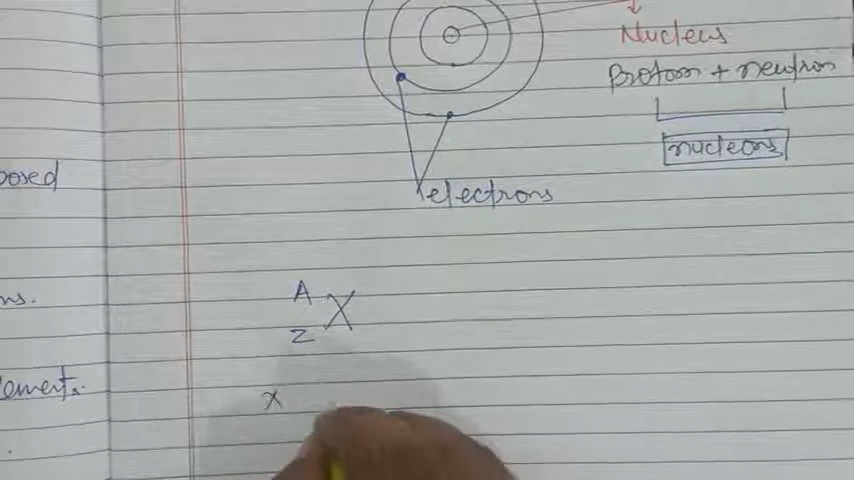 Nucleus
Proton + neutron
nucleons
electrons
A
X
Z
x